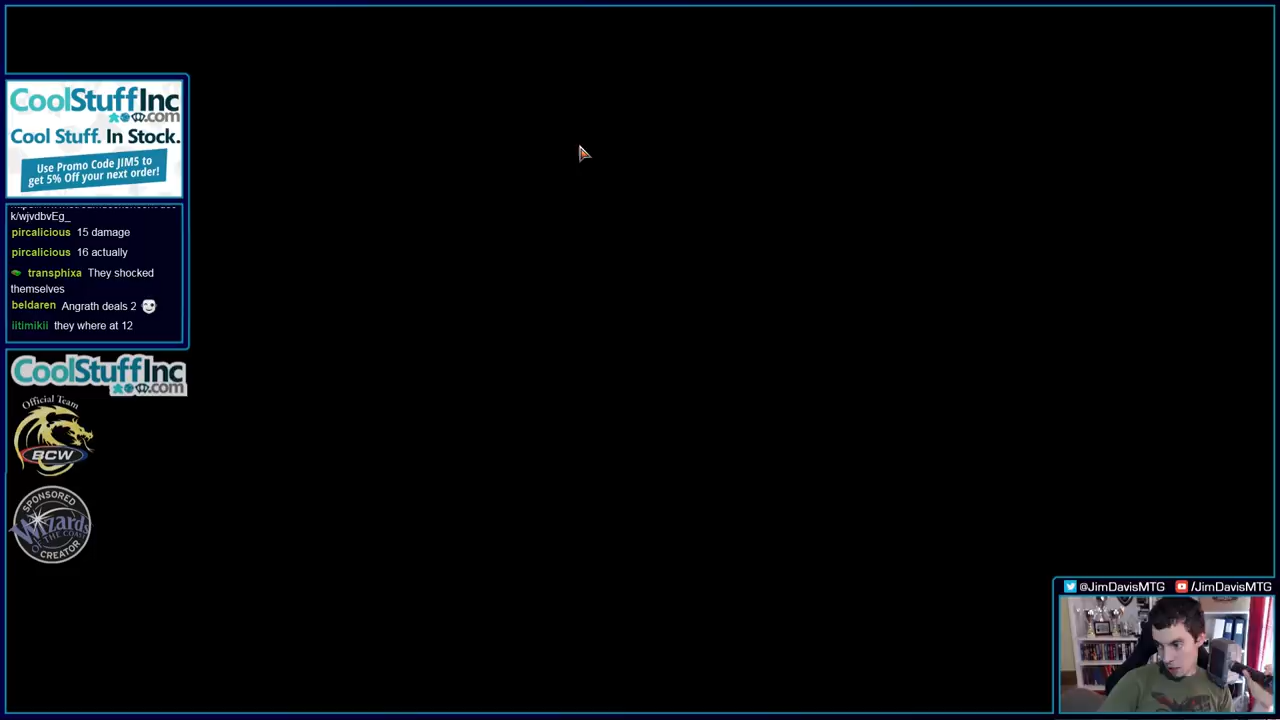 CoolStuffInc
.com
Cool Stuff. In Stock.
Use Promo Code JIM5 to
get 5% Off your next order!
k/wjvdbvEg_
pircalicious 15 damage
pircalicious 16 actually
transphixa They shocked
themselves
beldaren Angrath deals 2
iitimikii they where at 12
CoolStuffInc
.com
Official Team
BCW
SPONSORED
Wizards
OF THE COAST
CREATOR
@JimDavisMTG /JimDavisMTG